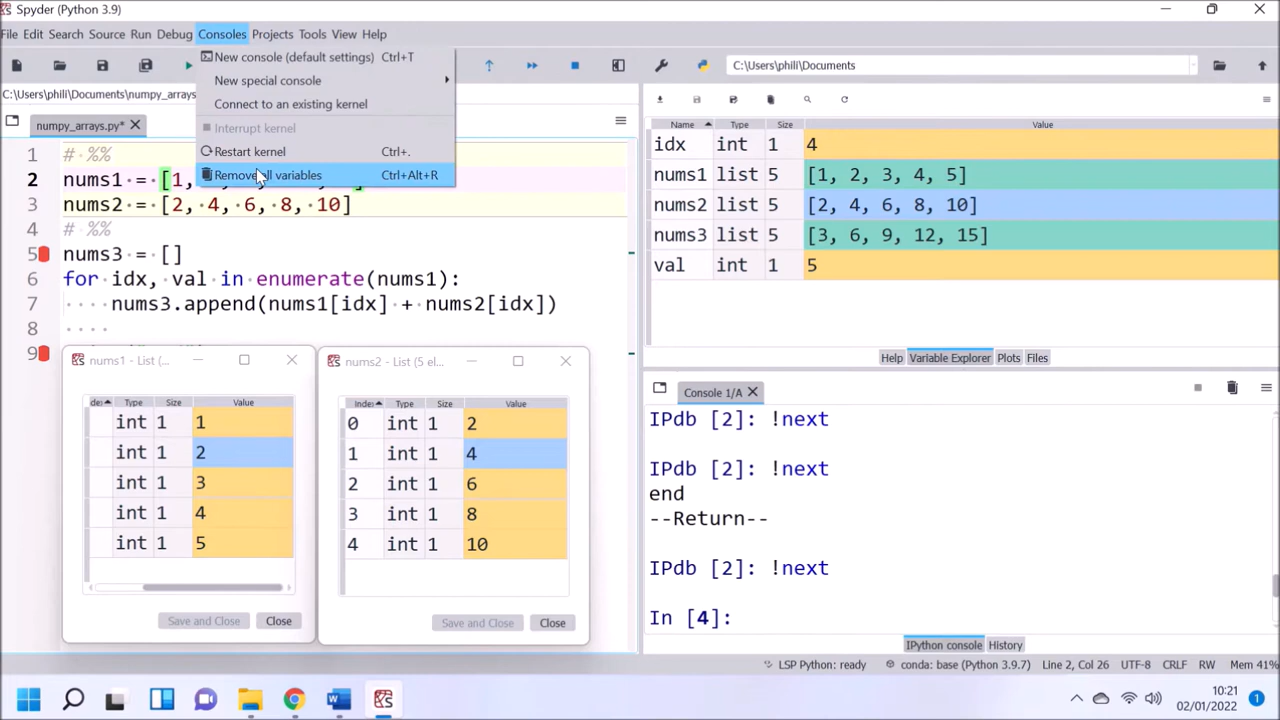 Spyder (Python 3.9)
File Edit Search Source Run Debug Consoles Projects Tools View Help
New console (default settings) Ctrl+T
New special console
Connect to an existing kernel
Interrupt kernel
Restart kernel Ctrl+.
Remove all variables Ctrl+Alt+R
C:\Users\phili\Documents
C:\Users\phili\Documents\numpy_arrays
numpy_arrays.py*
1 # %%
2 nums1 = [1,
3 nums2 = [2, 4, 6, 8, 10]
4 # %%
5 nums3 = []
6 for idx, val in enumerate(nums1):
7 nums3.append(nums1[idx] + nums2[idx])
8
9
Name Type Size Value
idx int 1 4
nums1 list 5 [1, 2, 3, 4, 5]
nums2 list 5 [2, 4, 6, 8, 10]
nums3 list 5 [3, 6, 9, 12, 15]
val int 1 5
Help Variable Explorer Plots Files
nums1 - List (...
Type Size Value
int 1 1
int 1 2
int 1 3
int 1 4
int 1 5
Save and Close Close
nums2 - List (5 el...
Index Type Size Value
0 int 1 2
1 int 1 4
2 int 1 6
3 int 1 8
4 int 1 10
Save and Close Close
Console 1/A
IPdb [2]: !next
IPdb [2]: !next
end
--Return--
IPdb [2]: !next
In [4]:
IPython console History
LSP Python: ready conda: base (Python 3.9.7) Line 2, Col 26 UTF-8 CRLF RW Mem 41%
10:21
02/01/2022
1